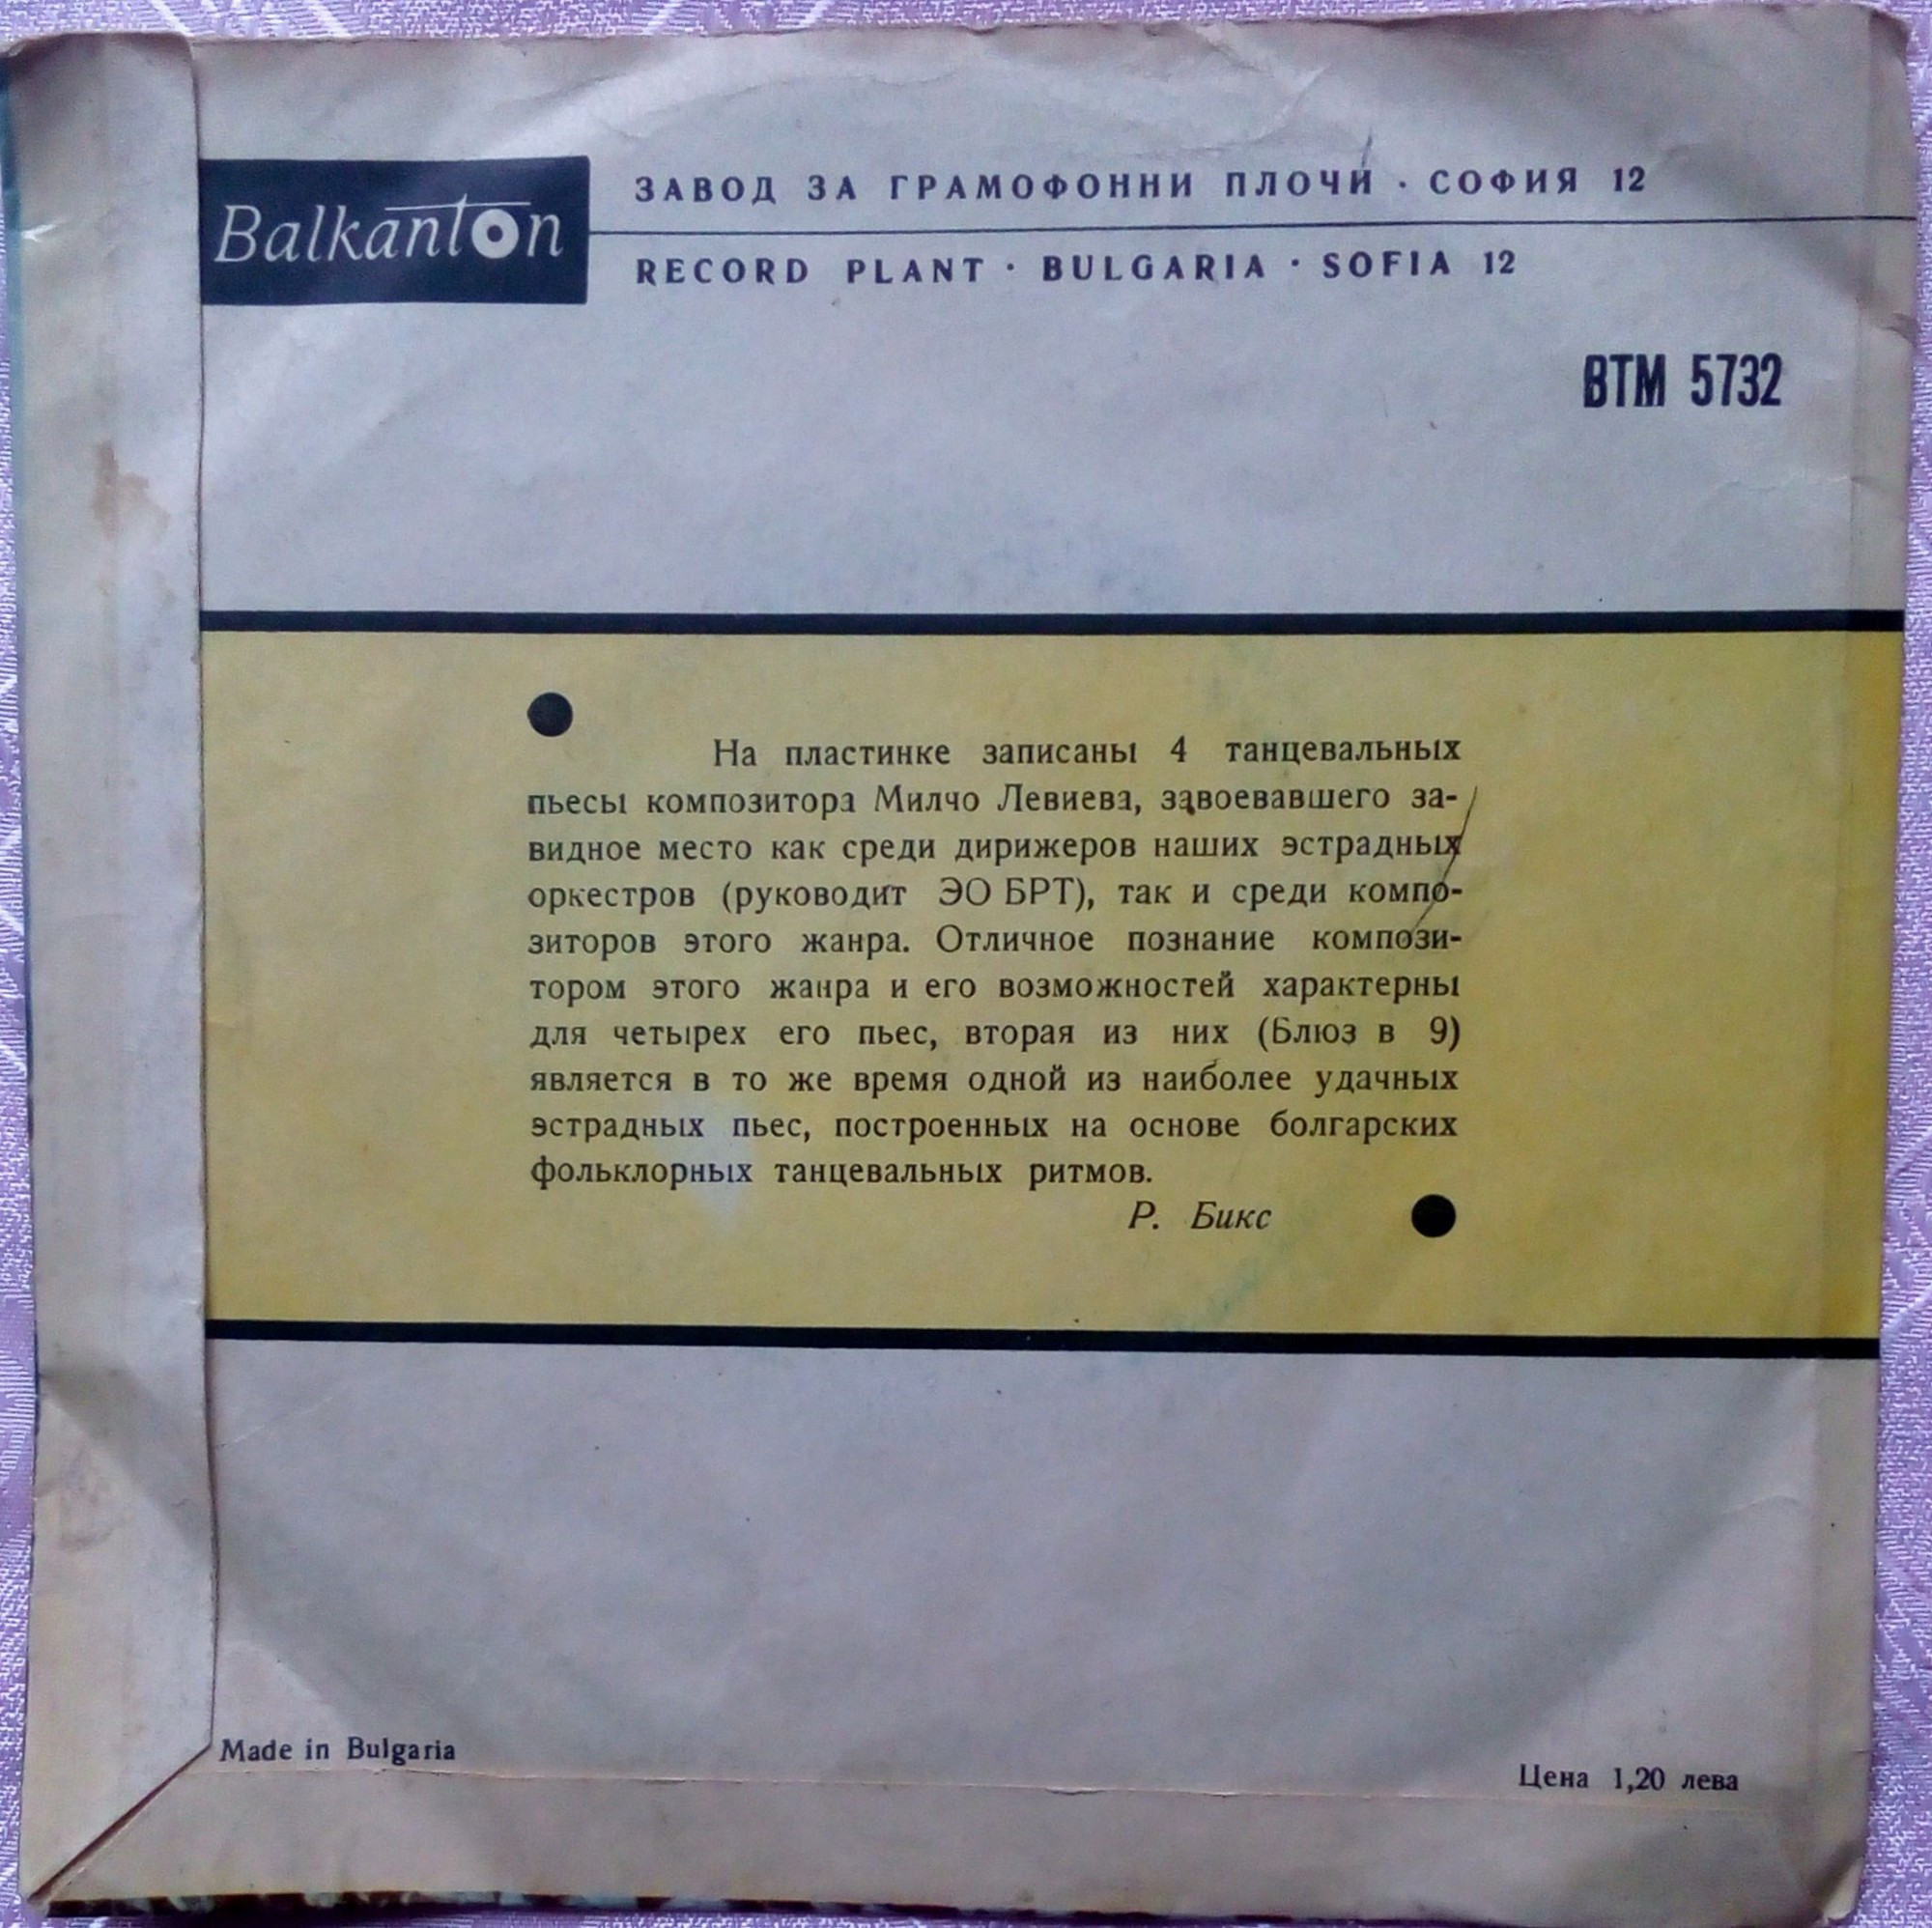 Balkanton
ЗАВОД ЗА ГРАМОФОННИ ПЛОЧИ · СОФИЯ 12
RECORD PLANT · BULGARIA · SOFIA 12
ВТМ 5732
На пластинке записаны 4 танцевальных
пьесы композитора Милчо Левиева, завоевавшего за-
видное место как среди дирижеров наших эстрадных
оркестров (руководит ЭО БРТ), так и среди компо-
зиторов этого жанра. Отличное познание компози-
тором этого жанра и его возможностей характерны
для четырех его пьес, вторая из них (Блюз в 9)
является в то же время одной из наиболее удачных
эстрадных пьес, построенных на основе болгарских
фольклорных танцевальных ритмов.
Р. Бикс
Made in Bulgaria
Цена 1,20 лева